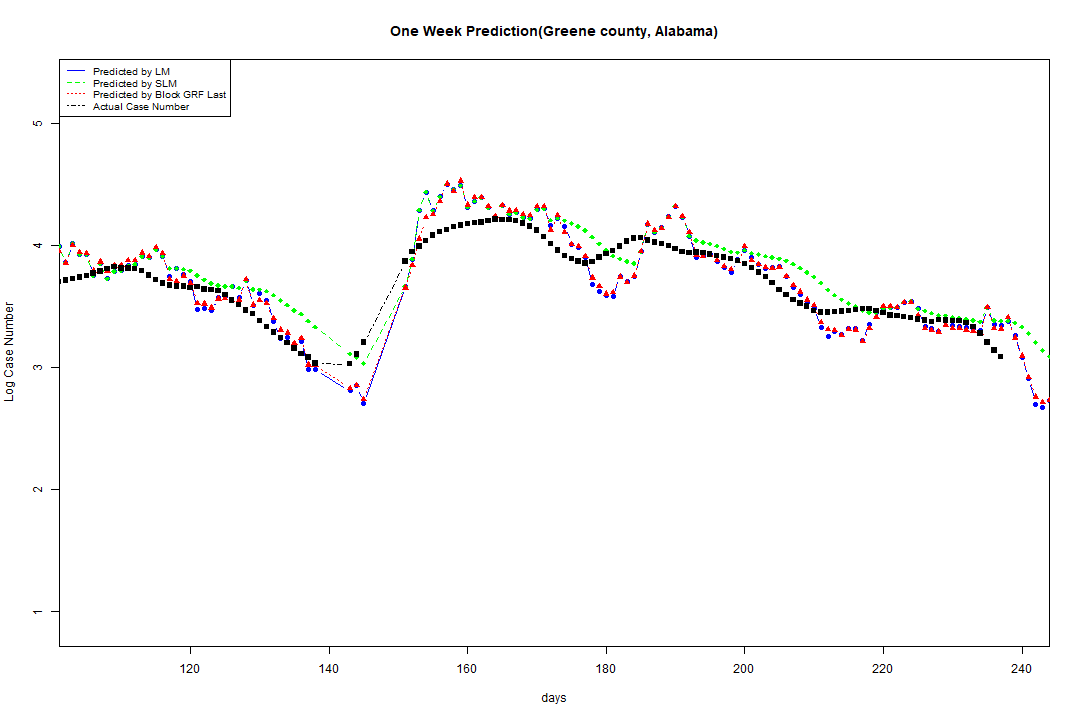 One Week Prediction(Greene county, Alabama)
Predicted by LM
Predicted by SLM
Predicted by Block GRF Last
Actual Case Number
5
4
3
2
1
Log Case Number
120 140 160 180 200 220 240
days